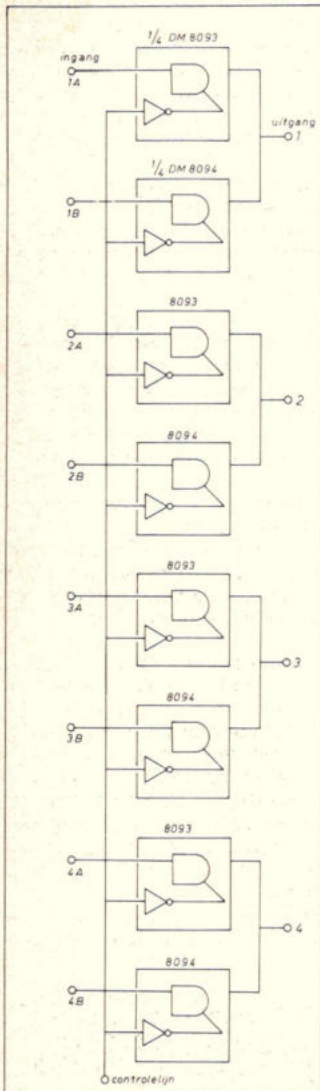 1/4 DM 8093
ingang
1A
uitgang
1
1/4 DM 8094
1B
8093
2A
2
8094
2B
8093
3A
3
8094
3B
8093
4A
4
8094
4B
controlelijn